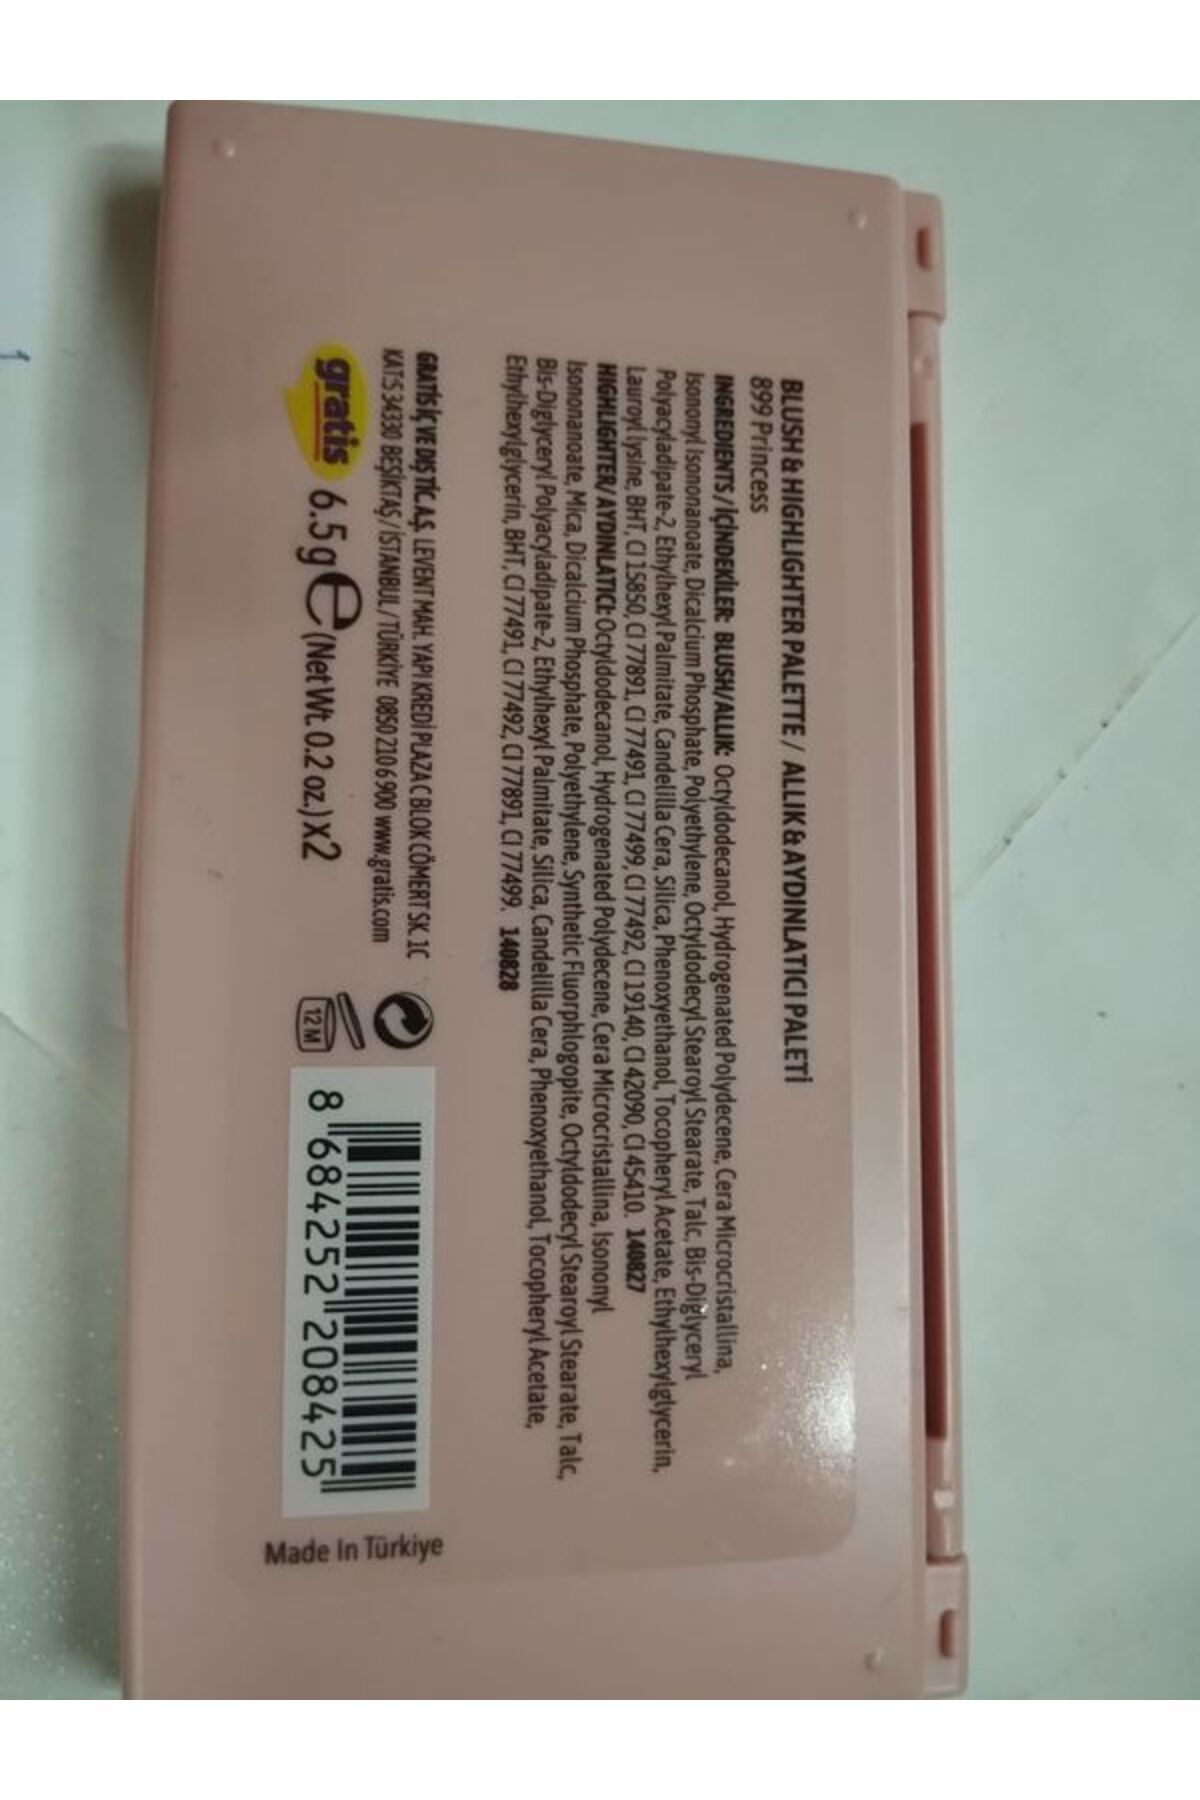 BLUSH & HIGHLIGHTER PALETTE / ALLIK & AYDINLATICI PALETİ
899 Princess
INGREDIENTS / İÇİNDEKİLER: BLUSH/ALLIK: Octyldodecanol, Hydrogenated Polydecene, Cera Microcristallina,
Isononyl Isononanoate, Dicalcium Phosphate, Polyethylene, Octyldodecyl Stearoyl Stearate, Talc, Bis-Diglyceryl
Polyacyladipate-2, Ethylhexyl Palmitate, Candelilla Cera, Silica, Phenoxyethanol, Tocopheryl Acetate, Ethylhexylglycerin,
Lauroyl lysine, BHT, CI 15850, CI 77891, CI 77491, CI 77499, CI 77492, CI 19140, CI 42090, CI 45410. 140827
HIGHLIGHTER/AYDINLATICI: Octyldodecanol, Hydrogenated Polydecene, Cera Microcristallina, Isononyl
Isononanoate, Mica, Dicalcium Phosphate, Polyethylene, Synthetic Fluorphlogopite, Octyldodecyl Stearoyl Stearate, Talc,
Bis-Diglyceryl Polyacyladipate-2, Ethylhexyl Palmitate, Silica, Candelilla Cera, Phenoxyethanol, Tocopheryl Acetate,
Ethylhexylglycerin, BHT, CI 77491, CI 77492, CI 77891, CI 77499. 140828
GRATİS İÇ VE DIŞ TİC. A.Ş. LEVENT MAH. YAPI KREDİ PLAZA C BLOK CÖMERT SK. 1C
KAT:5 34330 BEŞİKTAŞ / İSTANBUL / TÜRKİYE 0850 210 6 900 www.gratis.com
gratis 6.5 g e (Net Wt. 0.2 oz.) X2
12 M
8 684252 208425
Made In Türkiye
1